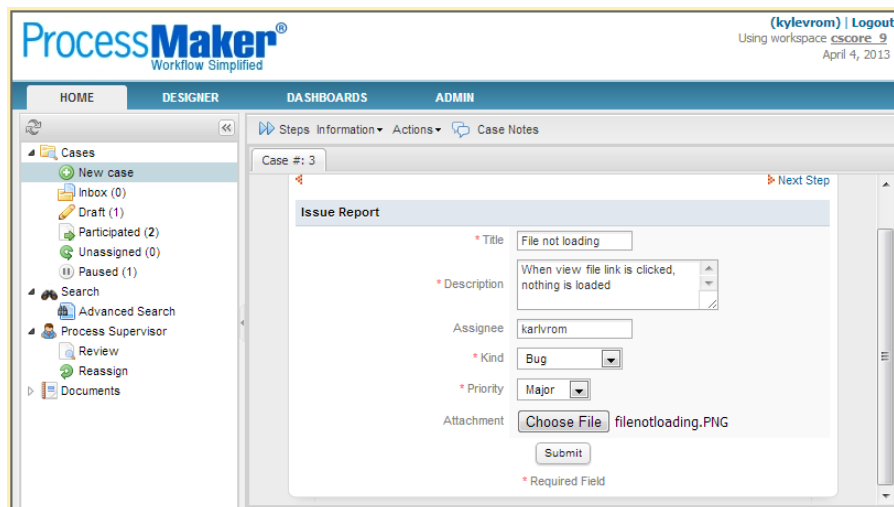 ProcessMaker®
Workflow Simplified
(kylevrom) | Logout
Using workspace cscore_9
April 4, 2013
HOME DESIGNER DASHBOARDS ADMIN
Steps Information Actions Case Notes
Cases
New case
Inbox (0)
Draft (1)
Participated (2)
Unassigned (0)
Paused (1)
Search
Advanced Search
Process Supervisor
Review
Reassign
Documents
Case #: 3
Next Step
Issue Report
* Title File not loading
* Description When view file link is clicked,
nothing is loaded
Assignee karlvrom
* Kind Bug
* Priority Major
Attachment Choose File filenotloading.PNG
Submit
* Required Field